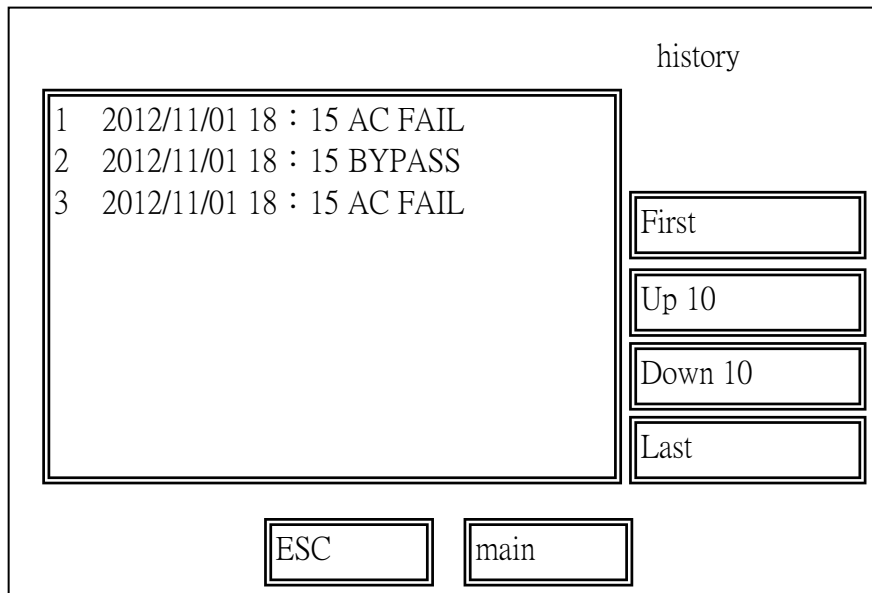 history
1 2012/11/01 18：15 AC FAIL
2 2012/11/01 18：15 BYPASS
3 2012/11/01 18：15 AC FAIL
First
Up 10
Down 10
Last
ESC
main